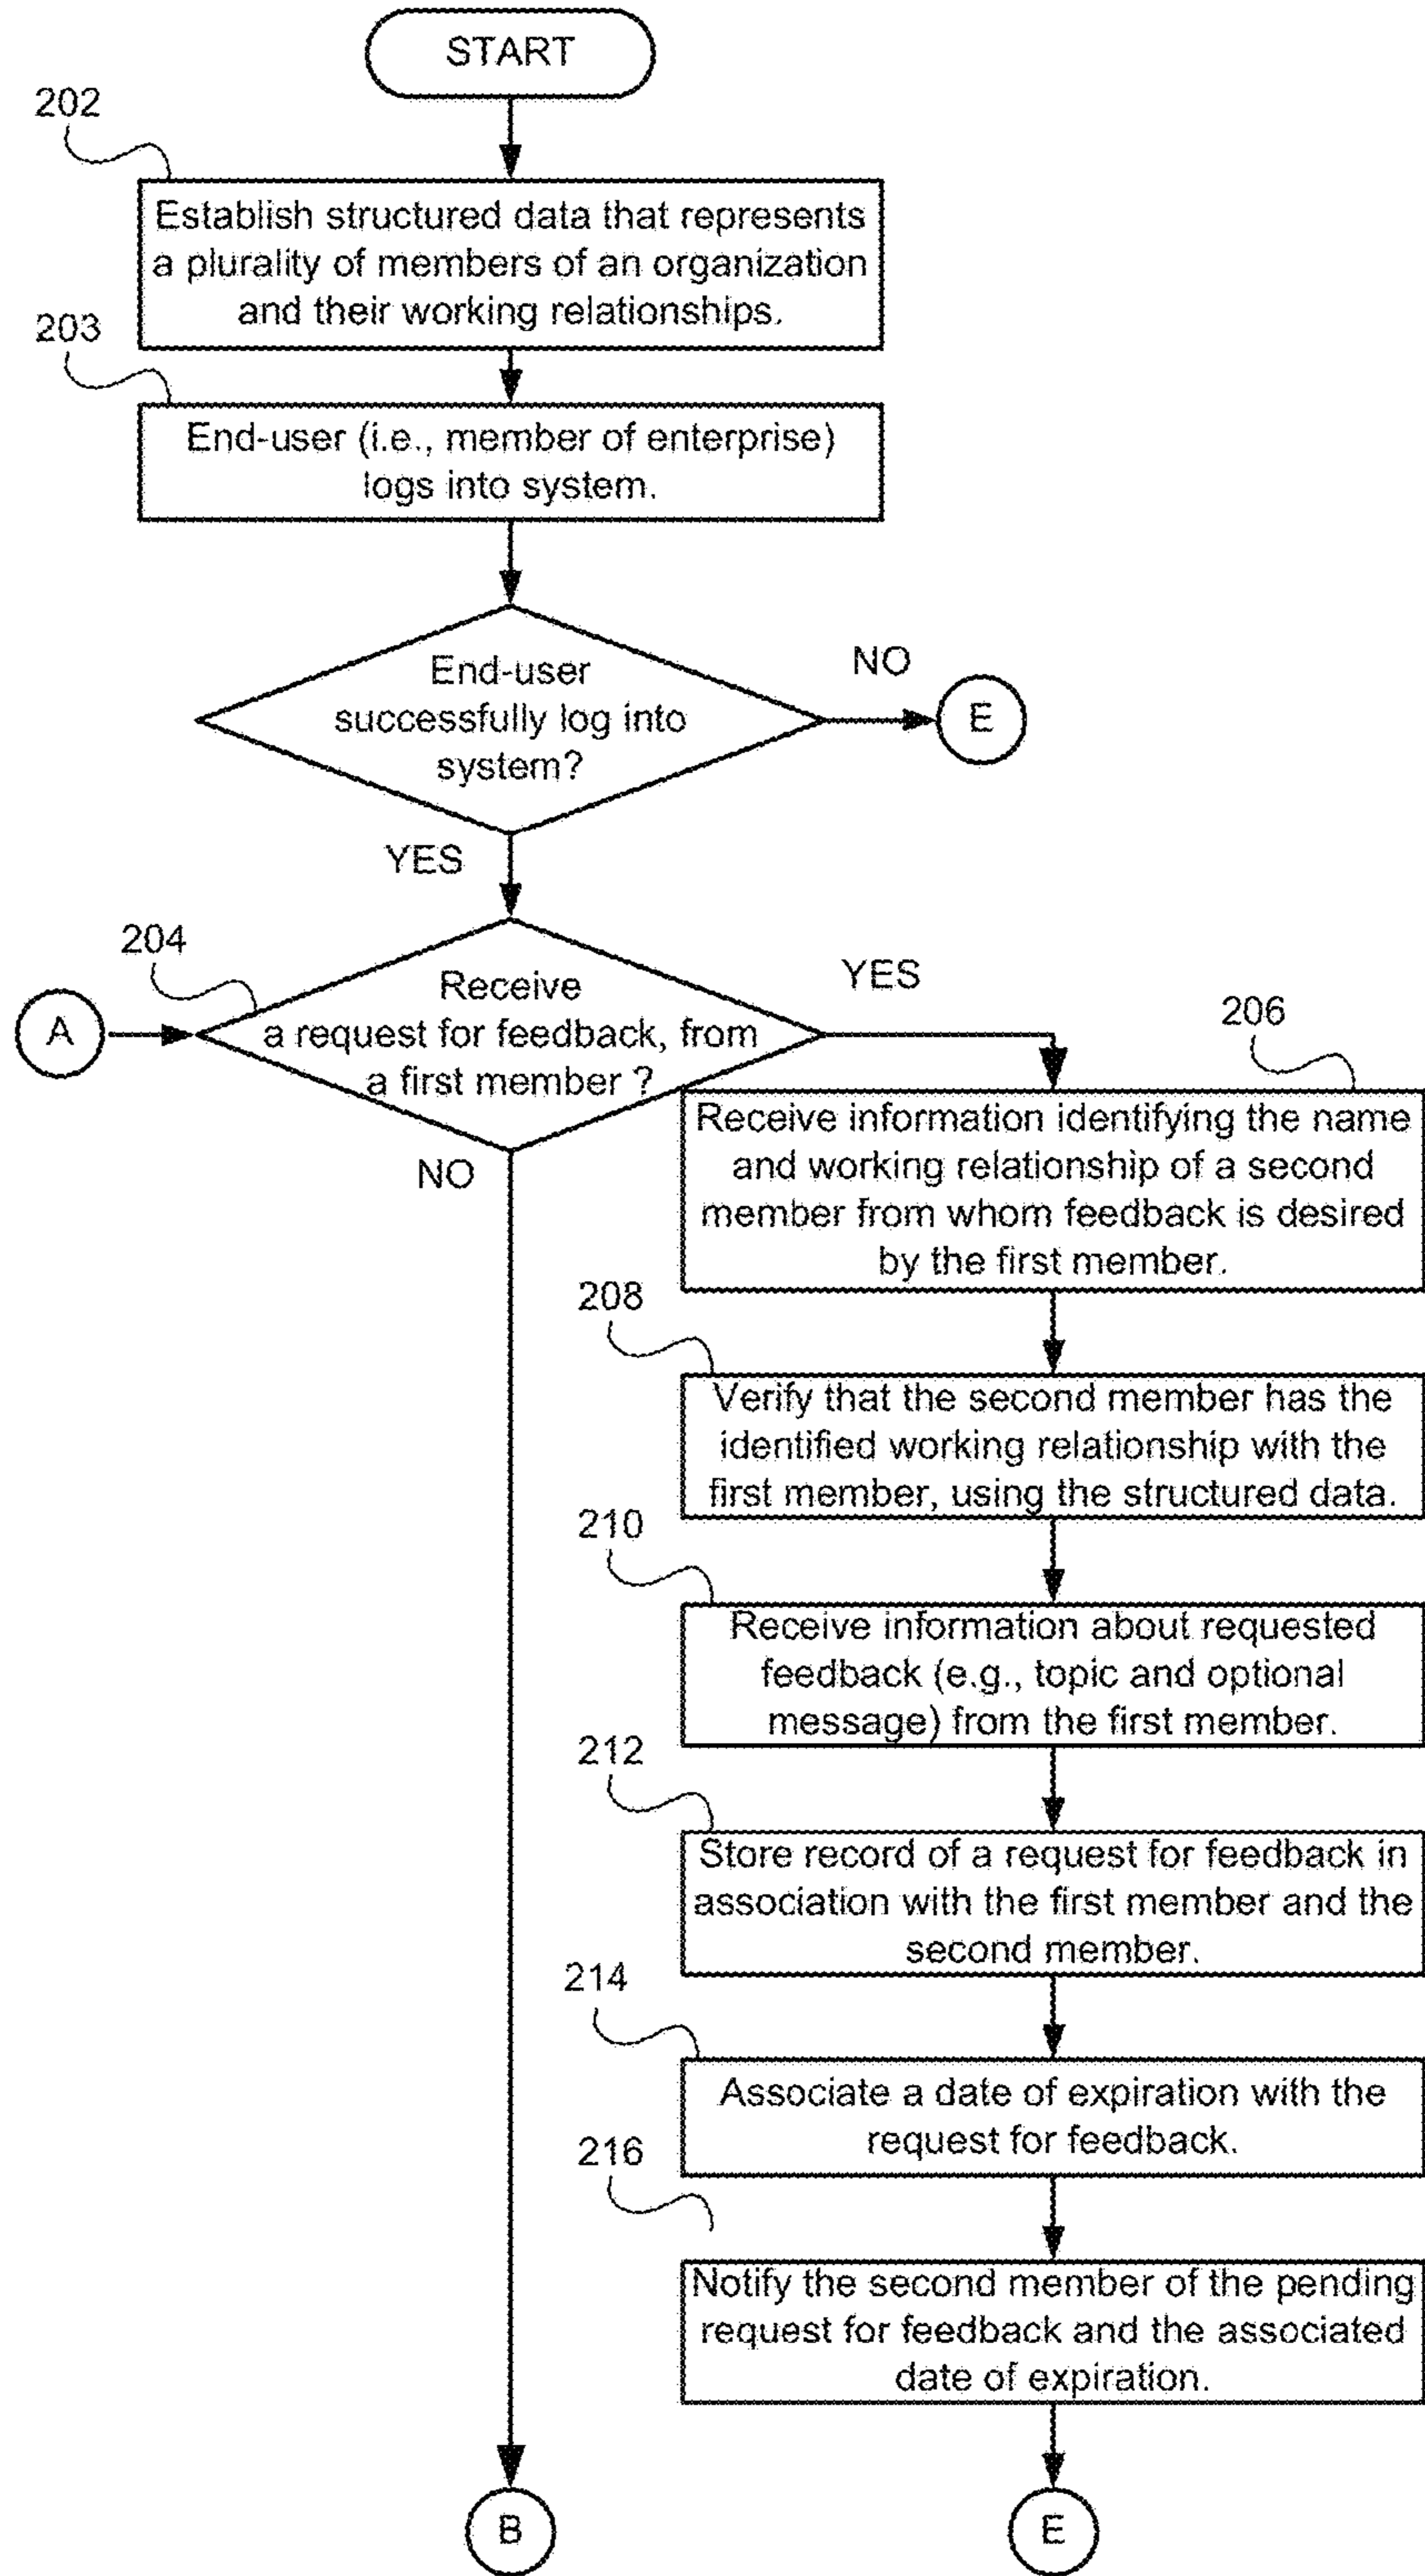 START
202
Establish structured data that represents
a plurality of members of an organization
and their working relationships.
203
End-user (i.e., member of enterprise)
logs into system.
End-user
successfully log into
system?
NO
E
YES
204
A
Receive
a request for feedback, from
a first member ?
YES
NO
206
Receive information identifying the name
and working relationship of a second
member from whom feedback is desired
by the first member.
208
Verify that the second member has the
identified working relationship with the
first member, using the structured data.
210
Receive information about requested
feedback (e.g., topic and optional
message) from the first member.
212
Store record of a request for feedback in
association with the first member and the
second member.
214
Associate a date of expiration with the
request for feedback.
216
Notify the second member of the pending
request for feedback and the associated
date of expiration.
B
E